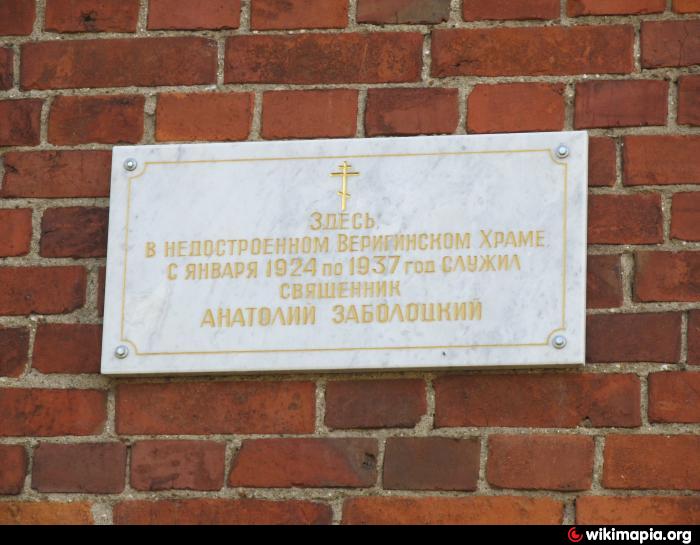 ЗДЕСЬ,
В НЕДОСТРОЕННОМ ВЕРИГИНСКОМ ХРАМЕ
С ЯНВАРЯ 1924 ПО 1937 ГОД СЛУЖИЛ
СВЯЩЕННИК
АНАТОЛИЙ ЗАБОЛОЦКИЙ
wikimapia.org